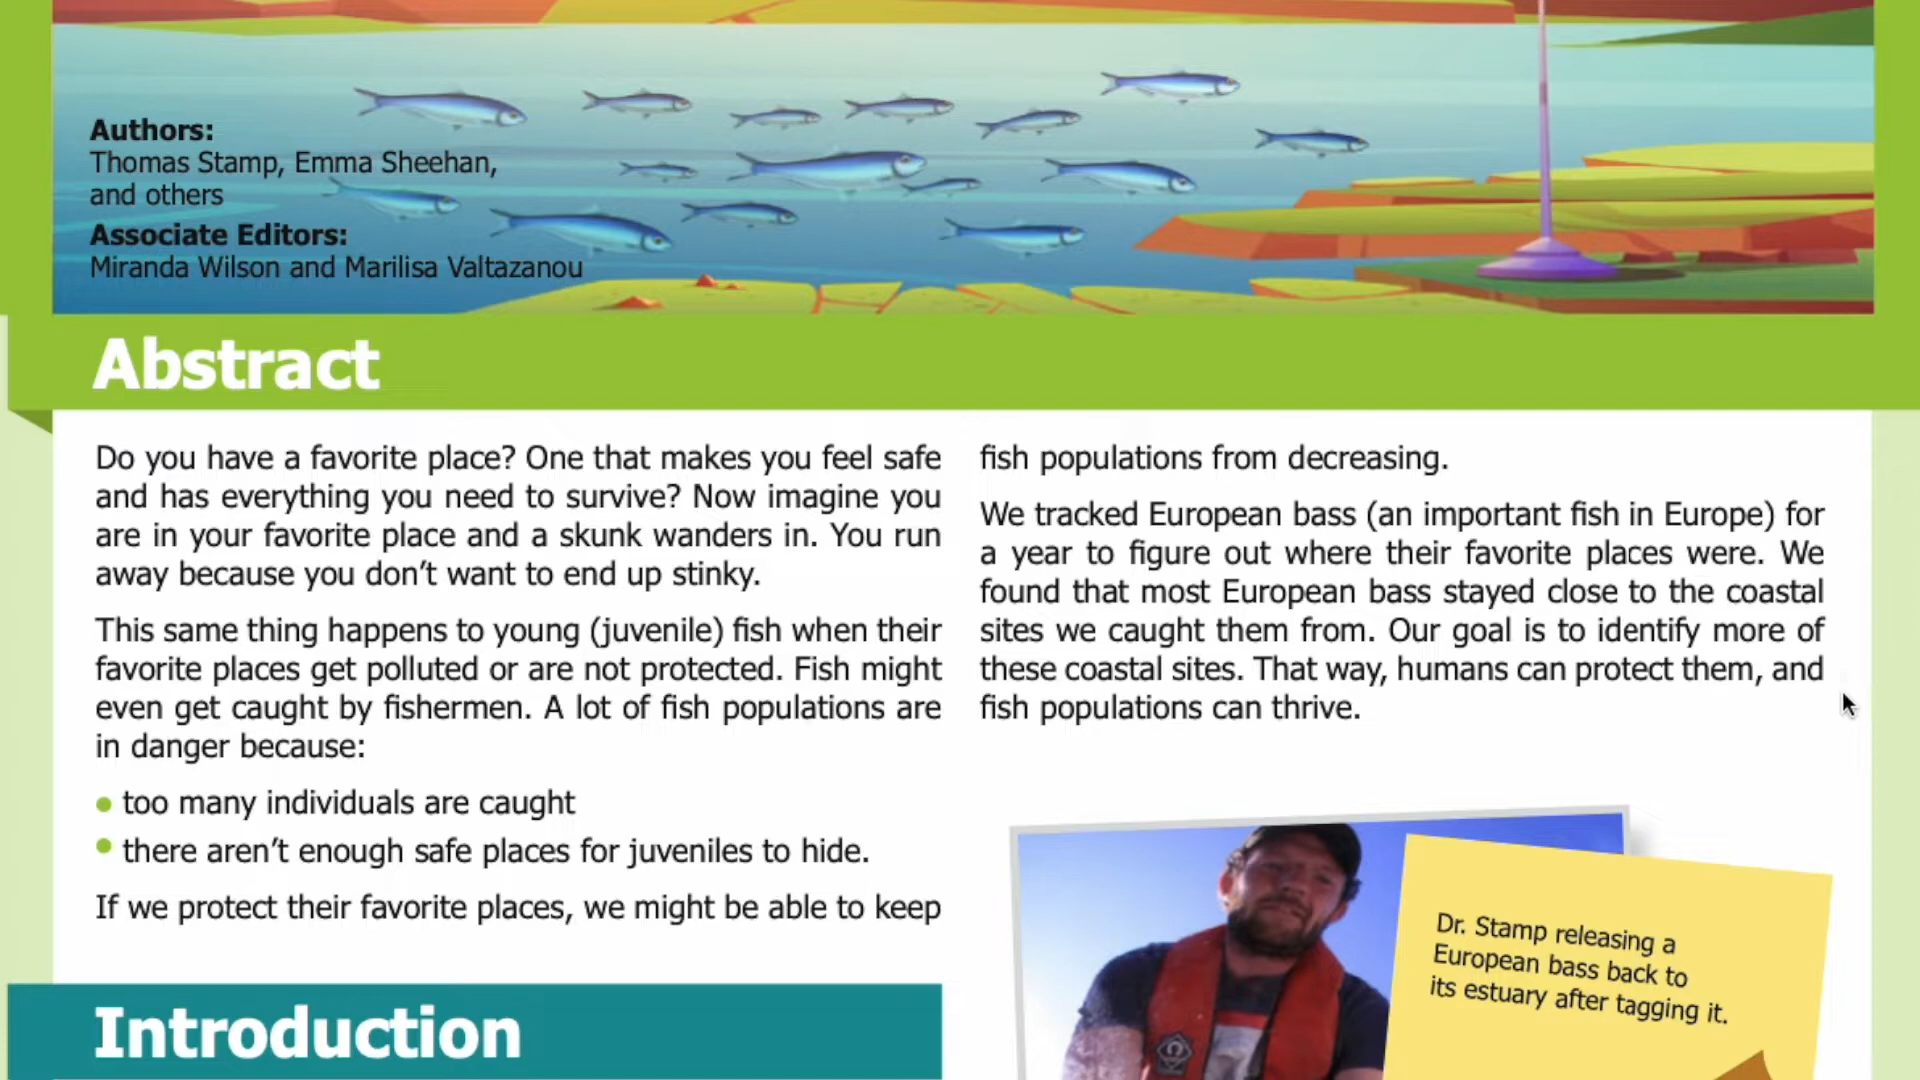 Authors:
Thomas Stamp, Emma Sheehan,
and others
Associate Editors:
Miranda Wilson and Marilisa Valtazanou
Abstract
Do you have a favorite place? One that makes you feel safe
and has everything you need to survive? Now imagine you
are in your favorite place and a skunk wanders in. You run
away because you don’t want to end up stinky.
This same thing happens to young (juvenile) fish when their
favorite places get polluted or are not protected. Fish might
even get caught by fishermen. A lot of fish populations are
in danger because:
• too many individuals are caught
• there aren’t enough safe places for juveniles to hide.
If we protect their favorite places, we might be able to keep
fish populations from decreasing.
We tracked European bass (an important fish in Europe) for
a year to figure out where their favorite places were. We
found that most European bass stayed close to the coastal
sites we caught them from. Our goal is to identify more of
these coastal sites. That way, humans can protect them, and
fish populations can thrive.
Dr. Stamp releasing a
European bass back to
its estuary after tagging it.
Introduction